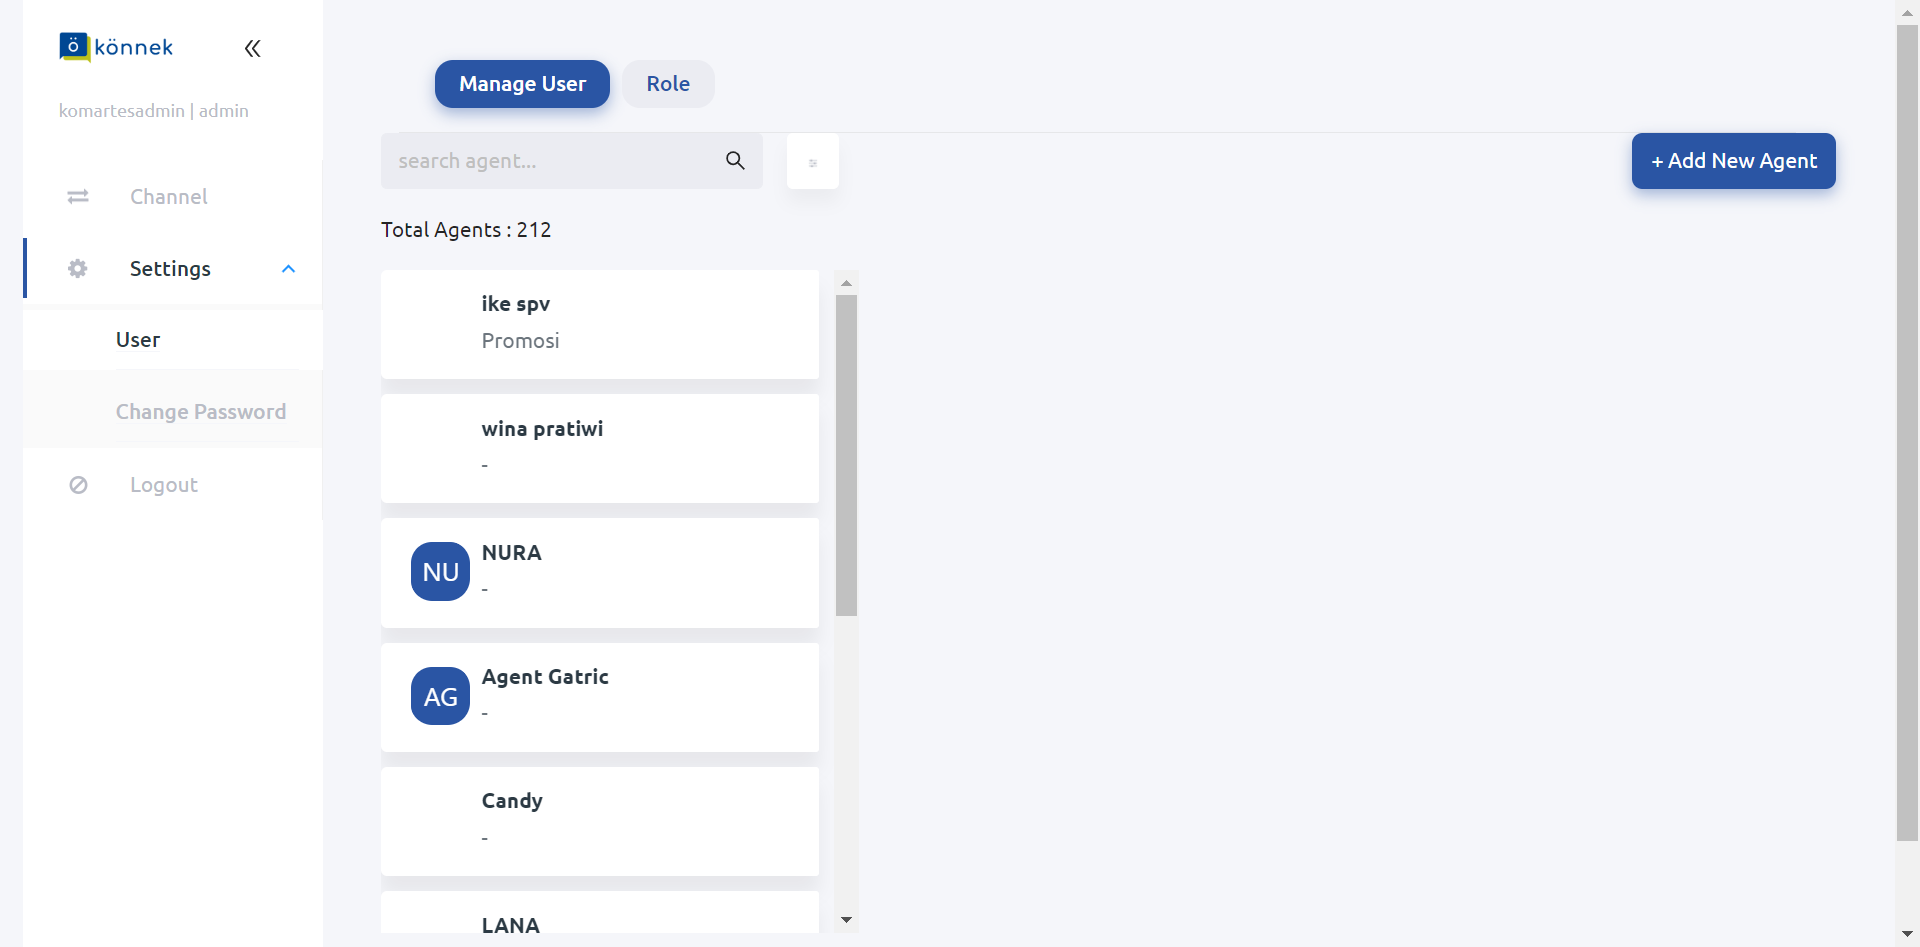 könnek
komartesadmin | admin
Channel
Settings
User
Change Password
Logout
Manage User
Role
search agent...
+ Add New Agent
Total Agents : 212
ike spv
Promosi
wina pratiwi
-
NU
NURA
-
AG
Agent Gatric
-
Candy
-
LANA